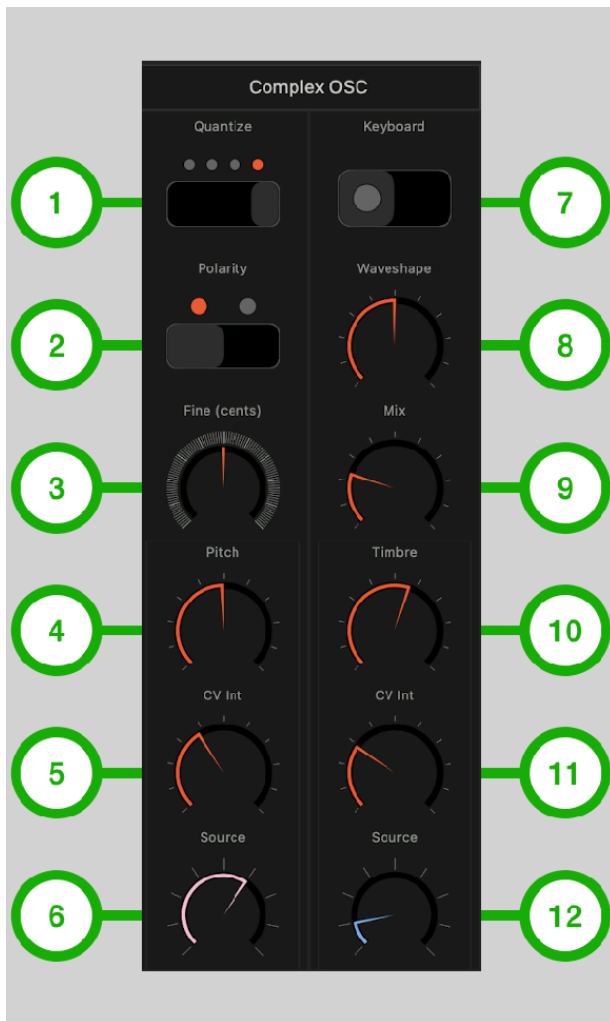 Complex OSC
Quantize
Keyboard
1
7
Polarity
Waveshape
2
8
Fine (cents)
Mix
3
9
Pitch
Timbre
4
10
CV Int
CV Int
5
11
Source
Source
6
12